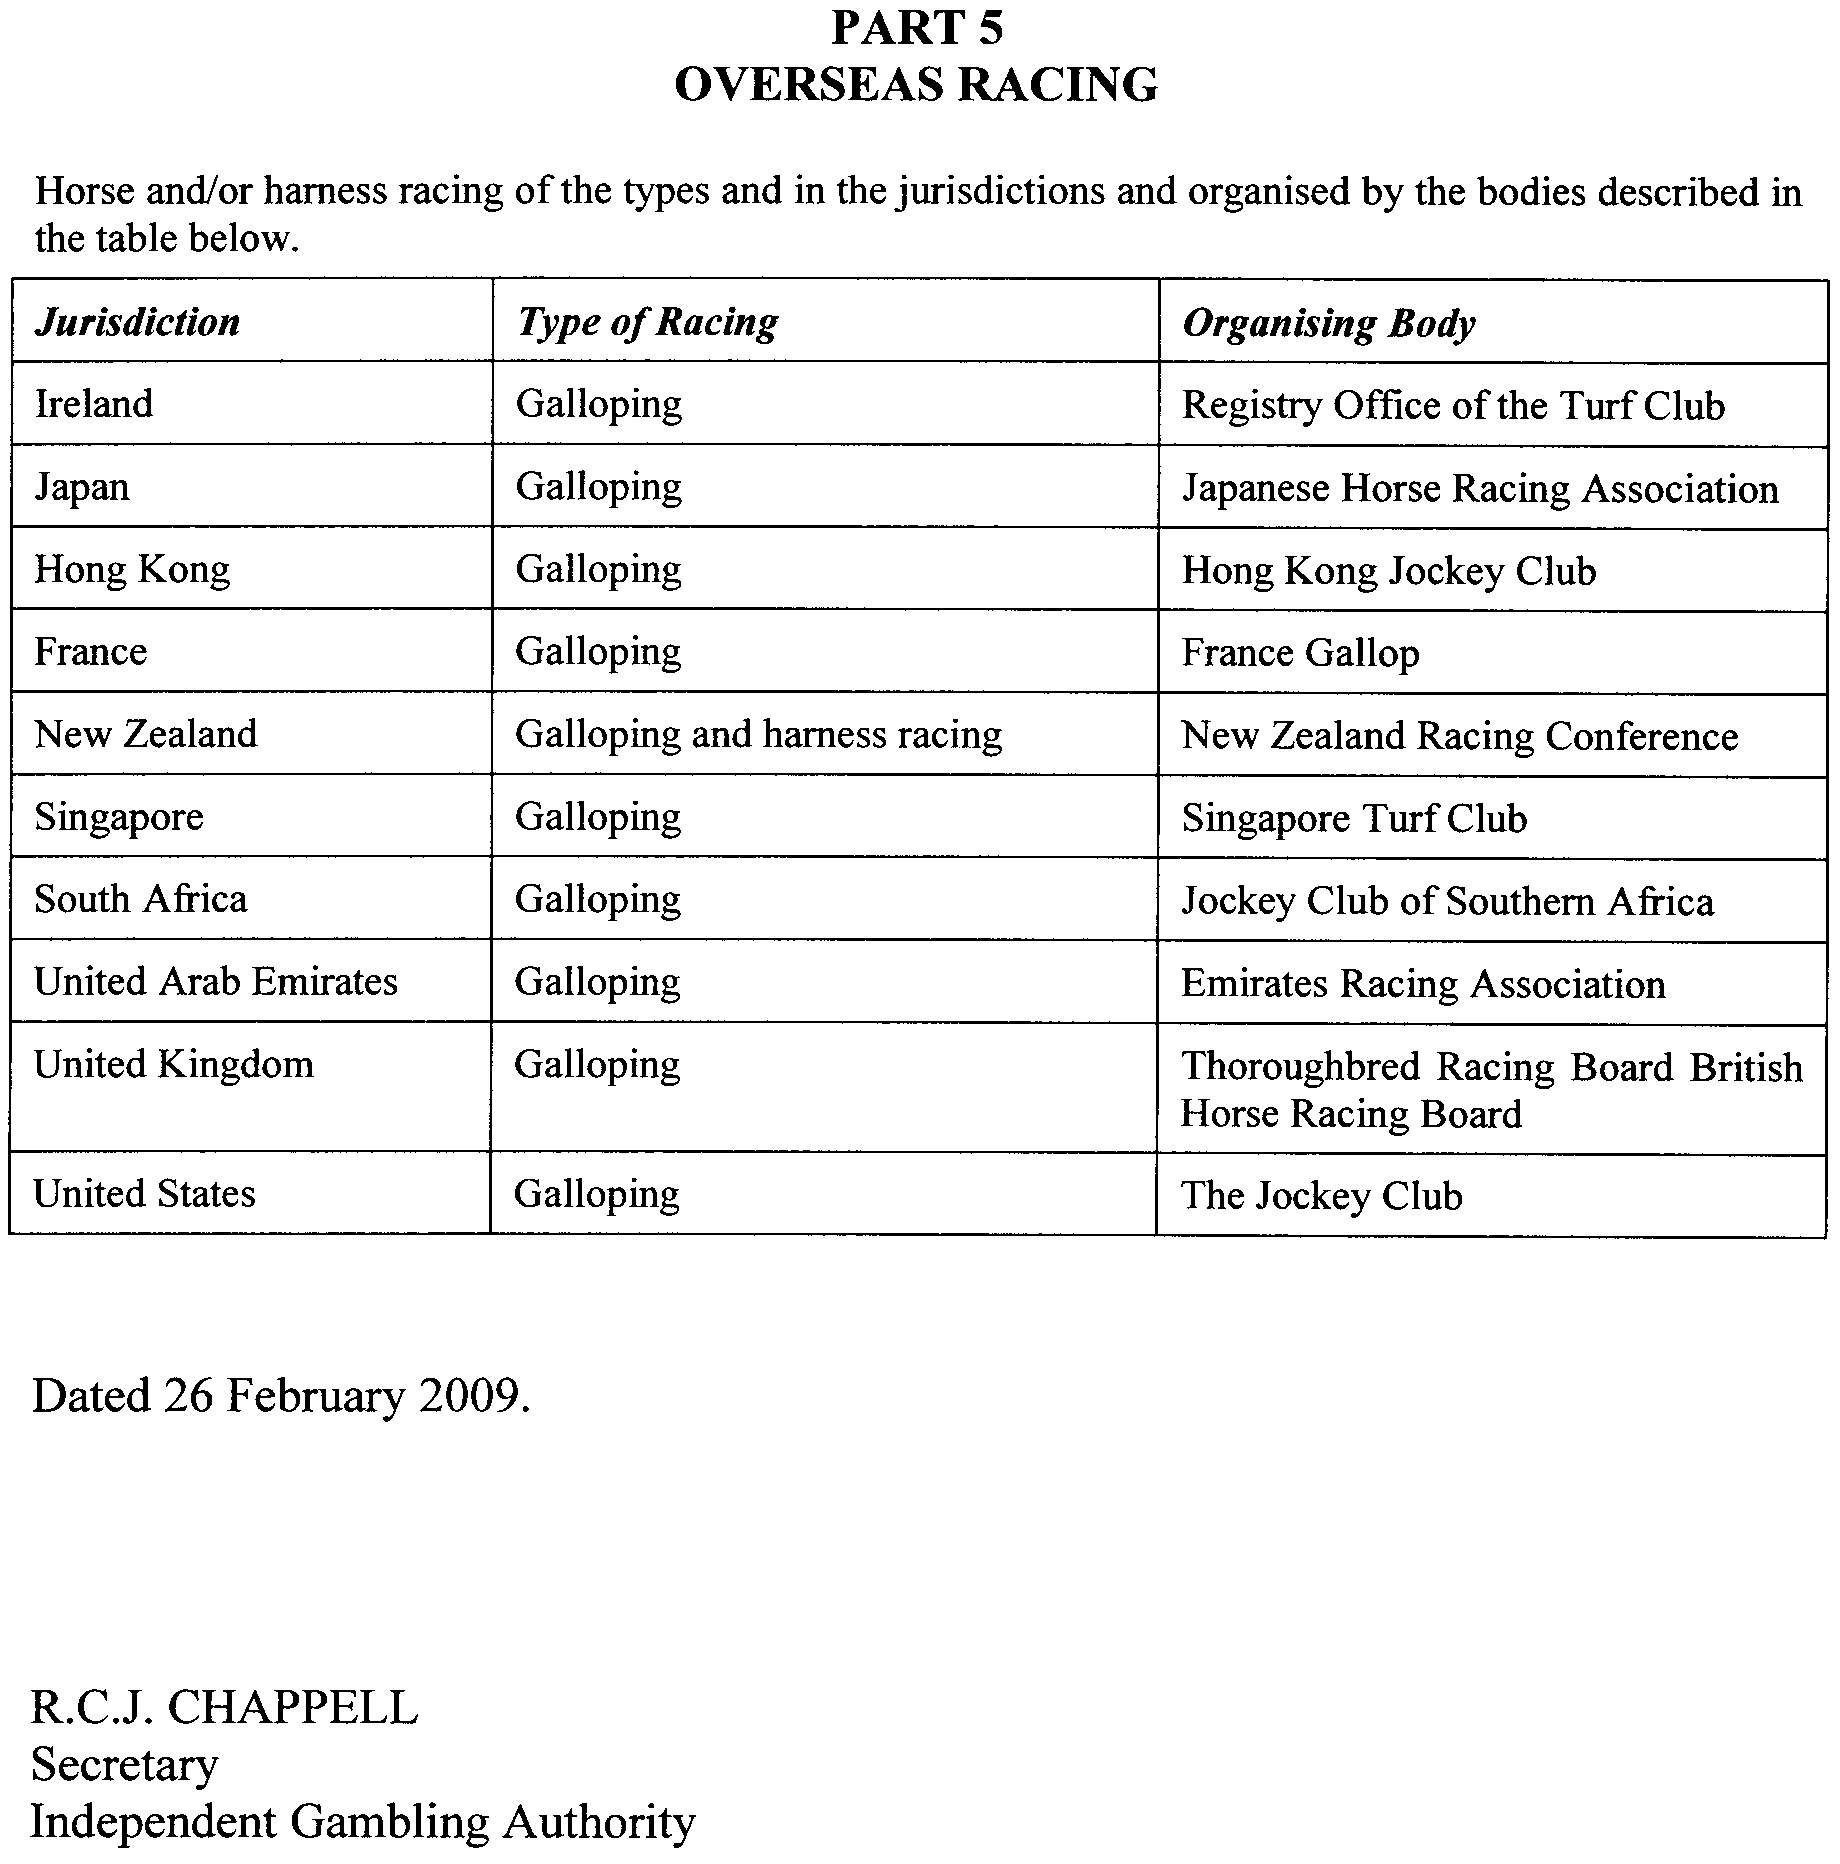 PART 5
OVERSEAS RACING
Horse and/or harness racing of the types and in the jurisdictions and organised by the bodies described in
the table below.
Jurisdiction Type of Racing Organising Body
Ireland Galloping Registry Office of the Turf Club
Japan Galloping Japanese Horse Racing Association
Hong Kong Galloping Hong Kong Jockey Club
France Galloping France Gallop
New Zealand Galloping and harness racing New Zealand Racing Conference
Singapore Galloping Singapore Turf Club
South Africa Galloping Jockey Club of Southern Africa
United Arab Emirates Galloping Emirates Racing Association
United Kingdom Galloping Thoroughbred Racing Board British
Horse Racing Board
United States Galloping The Jockey Club
Dated 26 February 2009.
R.C.J. CHAPPELL
Secretary
Independent Gambling Authority